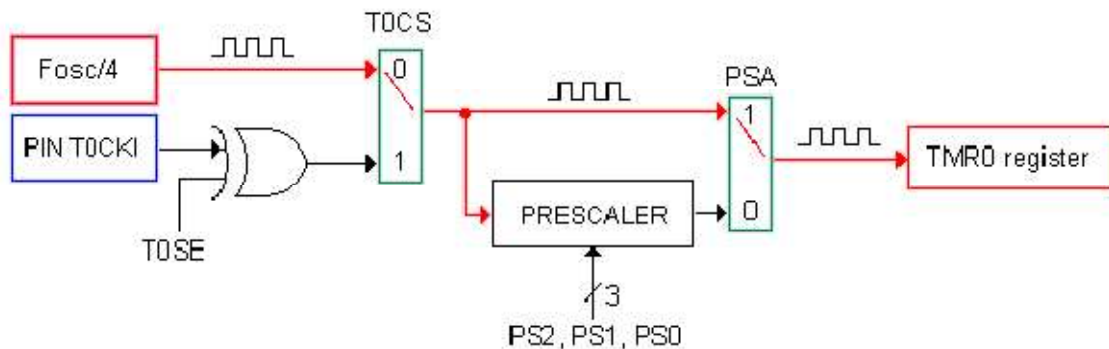 T0CS
Fosc/4
0
PSA
1
PIN T0CKI
TMR0 register
1
PRESCALER
0
T0SE
3
PS2, PS1, PS0